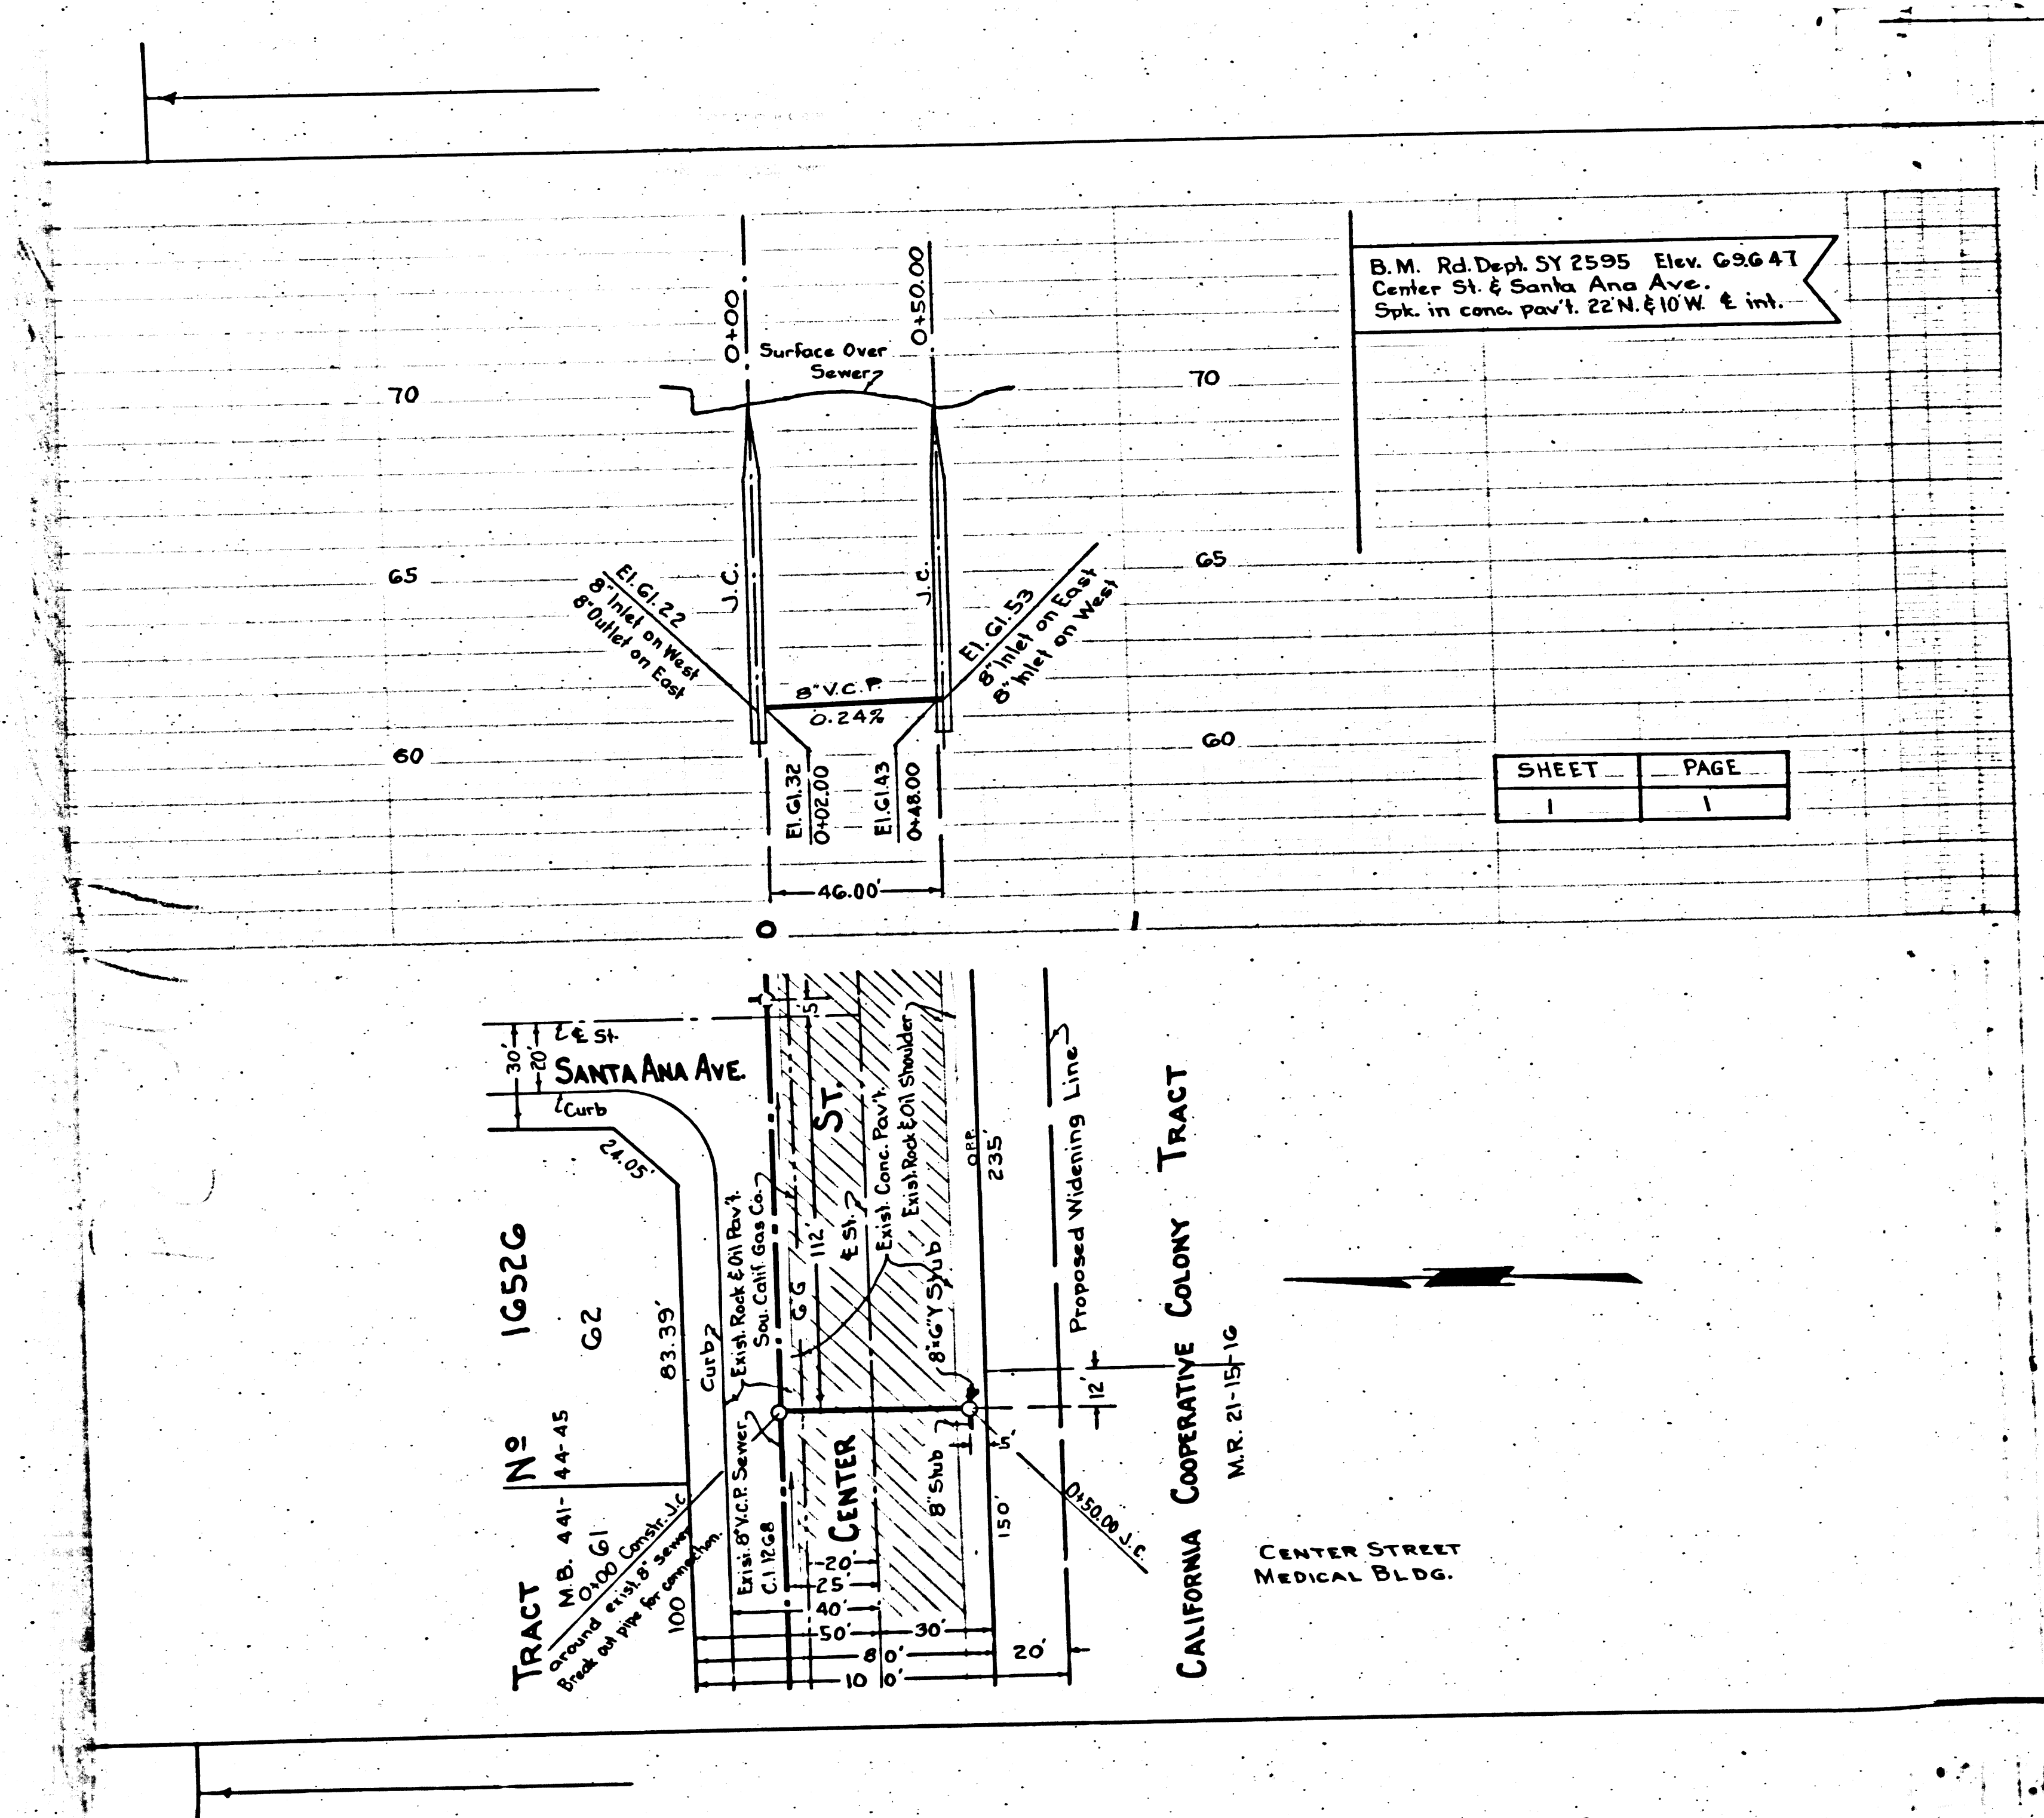 B.M. Rd. Dept. SY 2595 Elev. 69.647
Center St. & Santa Ana Ave.
Spk. in conc. pav't. 22'N. & 10'W. ℄ int.
0+00
0+50.00
Surface Over
Sewer
70
70
65
65
60
60
J.C.
J.C.
El. 61.22
8" Inlet on West
8" Outlet on East
El. 61.53
8" Inlet on East
8" Inlet on West
8" V.C.P.
0.24%
El. 61.32
0+02.00
El. 61.43
0+48.00
46.00'
SHEET PAGE
1 1
0 1
30'
20'
℄ St.
SANTA ANA AVE.
Curb
24.05'
5'
ST.
℄ St.
112'
6"G
Exist. Rock & Oil Pav't.
Sou. Calif. Gas Co.
Exist. Conc. Pav't.
Exist. Rock & Oil Shoulder
OPP.
235'
Proposed Widening Line
8"x6"Y Stub
83.39'
Curb
TRACT No 16526
M.B. 441-44-45
62
61
100
0+00 Constr. J.C.
around exist. 8" sewer
Break out pipe for connection.
Exist. 8" V.C.P. Sewer
C.I. 1268
CENTER
8" Stub
5'
12'
150'
0+50.00 J.C.
20'
25'
40'
50'
30'
80'
20'
100'
CALIFORNIA COOPERATIVE COLONY TRACT
M.R. 21-15-16
CENTER STREET
MEDICAL BLDG.